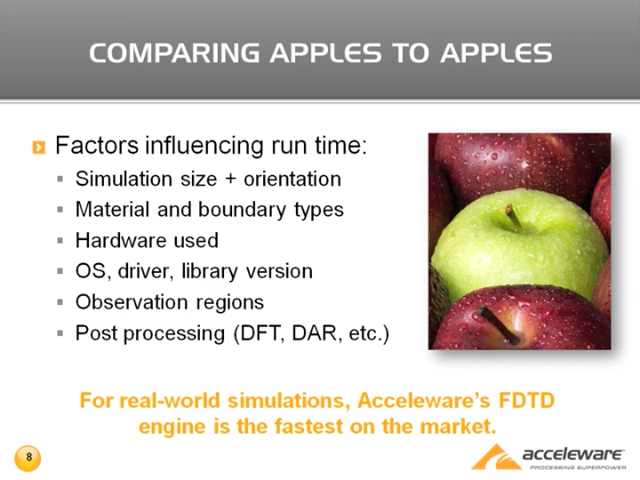 COMPARING APPLES TO APPLES
Factors influencing run time:
Simulation size + orientation
Material and boundary types
Hardware used
OS, driver, library version
Observation regions
Post processing (DFT, DAR, etc.)
For real-world simulations, Acceleware's FDTD
engine is the fastest on the market.
8
acceleware™
PROCESSING SUPERPOWER